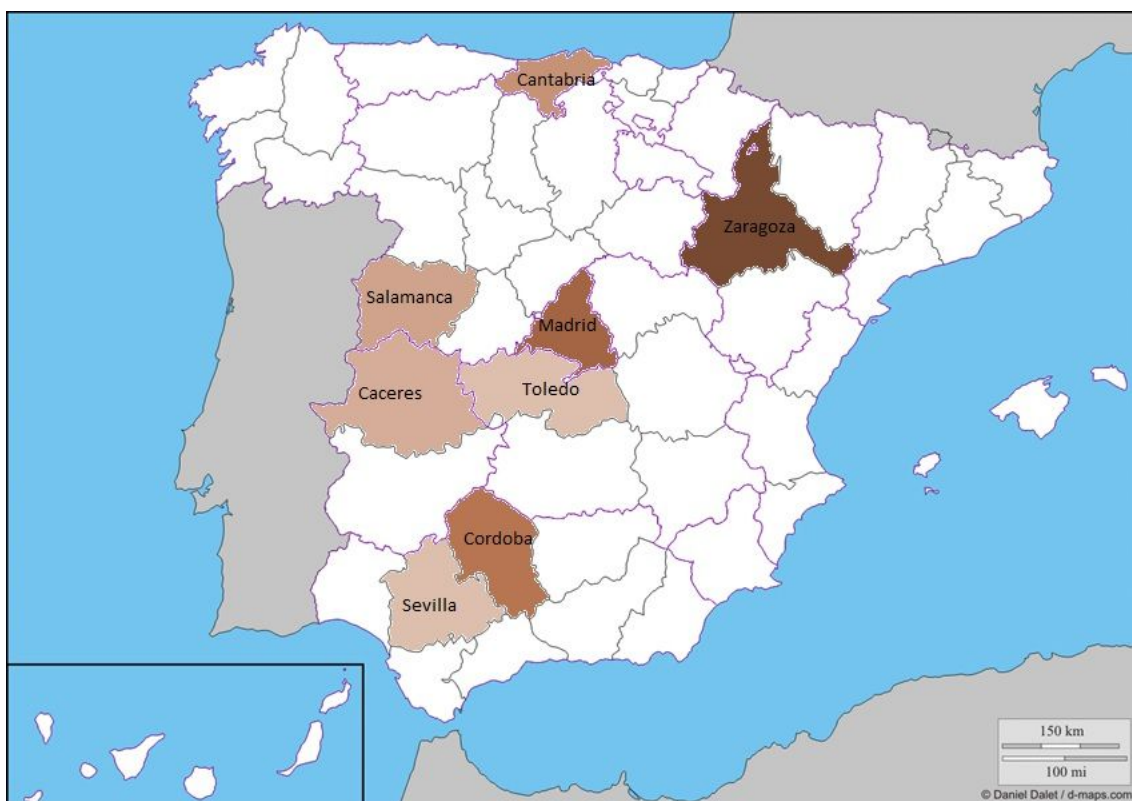 Cantabria
Zaragoza
Salamanca
Madrid
Caceres
Toledo
Cordoba
Sevilla
150 km
100 mi
© Daniel Dalet / d-maps.com